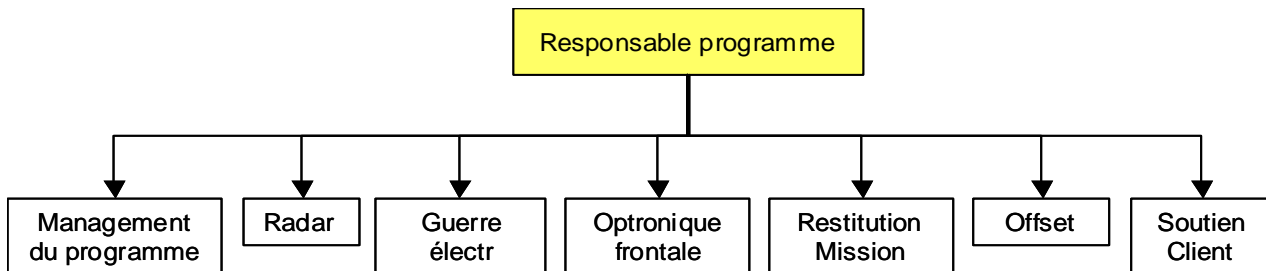 Responsable programme
Management
du programme
Radar
Guerre
électr
Optronique
frontale
Restitution
Mission
Offset
Soutien
Client